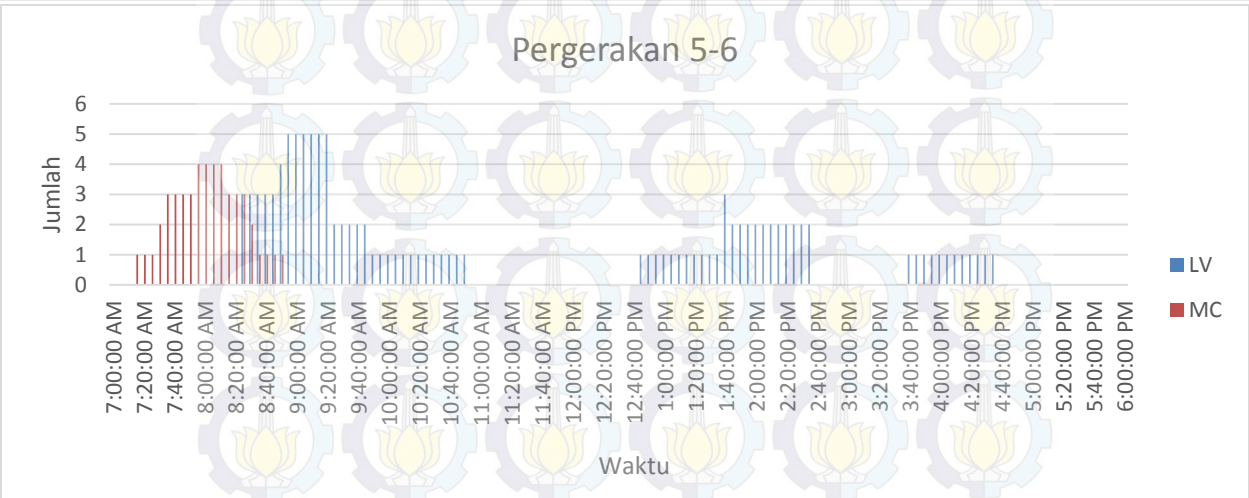 Pergerakan 5-6
6
5
4
3
2
1
0
Jumlah
7:00:00 AM
7:20:00 AM
7:40:00 AM
8:00:00 AM
8:20:00 AM
8:40:00 AM
9:00:00 AM
9:20:00 AM
9:40:00 AM
10:00:00 AM
10:20:00 AM
10:40:00 AM
11:00:00 AM
11:20:00 AM
11:40:00 AM
12:00:00 PM
12:20:00 PM
12:40:00 PM
1:00:00 PM
1:20:00 PM
1:40:00 PM
2:00:00 PM
2:20:00 PM
2:40:00 PM
3:00:00 PM
3:20:00 PM
3:40:00 PM
4:00:00 PM
4:20:00 PM
4:40:00 PM
5:00:00 PM
5:20:00 PM
5:40:00 PM
6:00:00 PM
Waktu
LV
MC